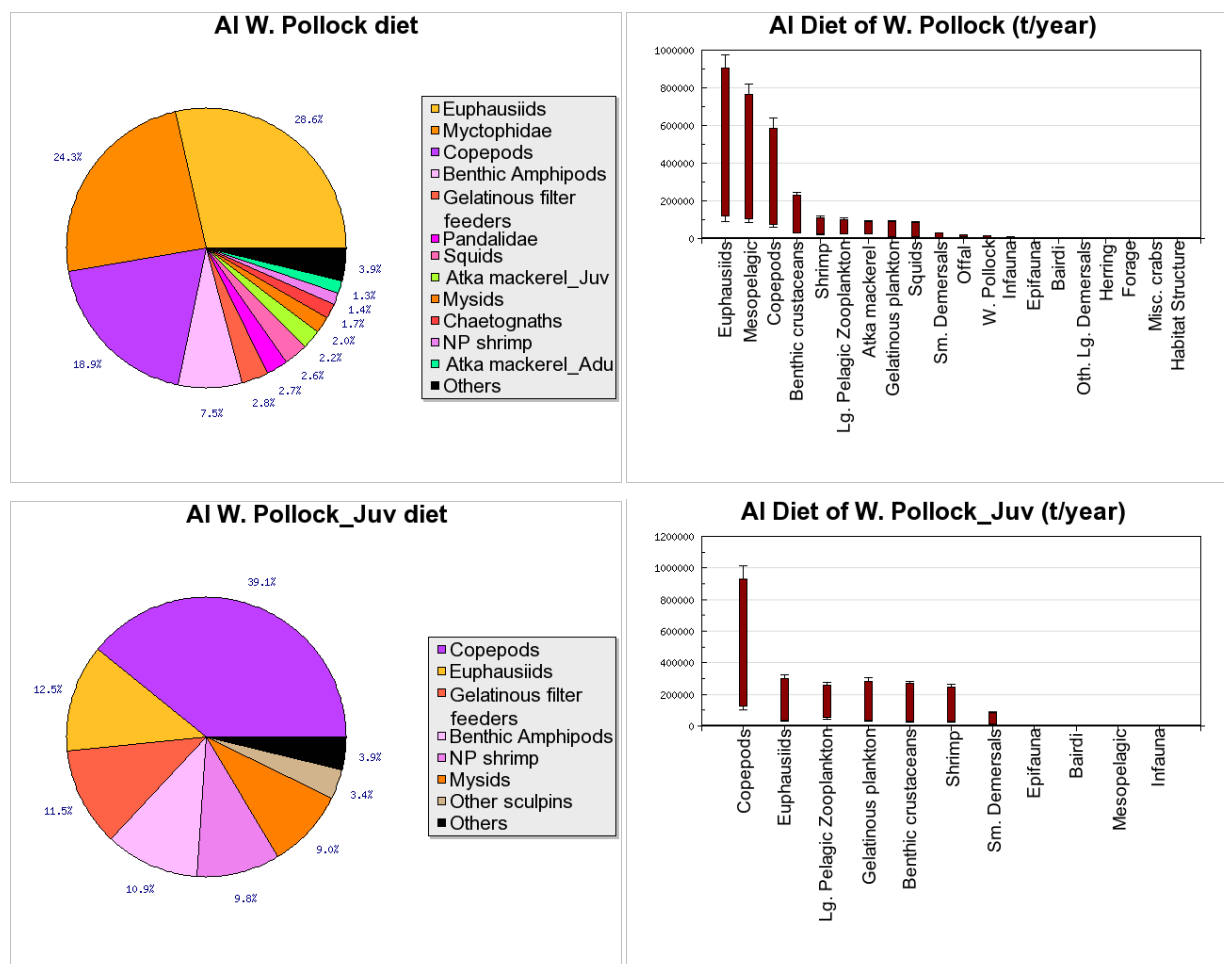 AI W. Pollock diet
28.6%
24.3%
18.9%
7.5%
2.8%
2.7%
2.6%
2.2%
2.0%
1.7%
1.4%
1.3%
3.9%
Euphausiids
Myctophidae
Copepods
Benthic Amphipods
Gelatinous filter
feeders
Pandalidae
Squids
Atka mackerel_Juv
Mysids
Chaetognaths
NP shrimp
Atka mackerel_Adu
Others
AI Diet of W. Pollock (t/year)
1000000
800000
600000
400000
200000
0
Euphausiids
Mesopelagic
Copepods
Benthic crustaceans
Shrimp
Lg. Pelagic Zooplankton
Atka mackerel
Gelatinous plankton
Squids
Sm. Demersals
Offal
W. Pollock
Infauna
Epifauna
Bairdi
Oth. Lg. Demersals
Herring
Forage
Misc. crabs
Habitat Structure
AI W. Pollock_Juv diet
39.1%
12.5%
11.5%
10.9%
9.8%
9.0%
3.4%
3.9%
Copepods
Euphausiids
Gelatinous filter
feeders
Benthic Amphipods
NP shrimp
Mysids
Other sculpins
Others
AI Diet of W. Pollock_Juv (t/year)
1200000
1000000
800000
600000
400000
200000
0
Copepods
Euphausiids
Lg. Pelagic Zooplankton
Gelatinous plankton
Benthic crustaceans
Shrimp
Sm. Demersals
Epifauna
Bairdi
Mesopelagic
Infauna